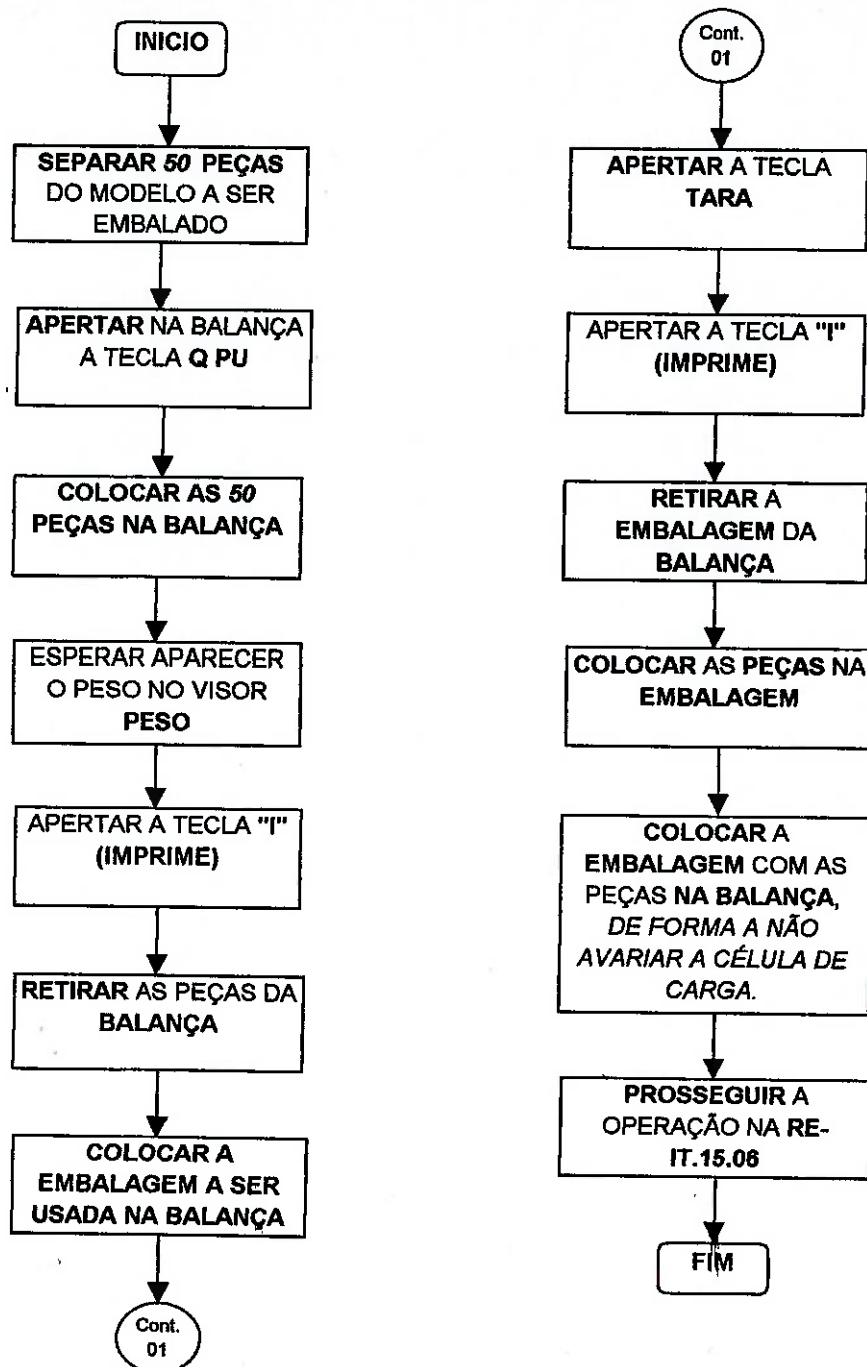 INICIO
SEPARAR 50 PEÇAS
DO MODELO A SER
EMBALADO
APERTAR NA BALANÇA
A TECLA Q PU
COLOCAR AS 50
PEÇAS NA BALANÇA
ESPERAR APARECER
O PESO NO VISOR
PESO
APERTAR A TECLA "I"
(IMPRIME)
RETIRAR AS PEÇAS DA
BALANÇA
COLOCAR A
EMBALAGEM A SER
USADA NA BALANÇA
Cont.
01
Cont.
01
APERTAR A TECLA
TARA
APERTAR A TECLA "I"
(IMPRIME)
RETIRAR A
EMBALAGEM DA
BALANÇA
COLOCAR AS PEÇAS NA
EMBALAGEM
COLOCAR A
EMBALAGEM COM AS
PEÇAS NA BALANÇA,
DE FORMA A NÃO
AVARIAR A CÉLULA DE
CARGA.
PROSSEGUIR A
OPERAÇÃO NA RE-
IT.15.06
FIM